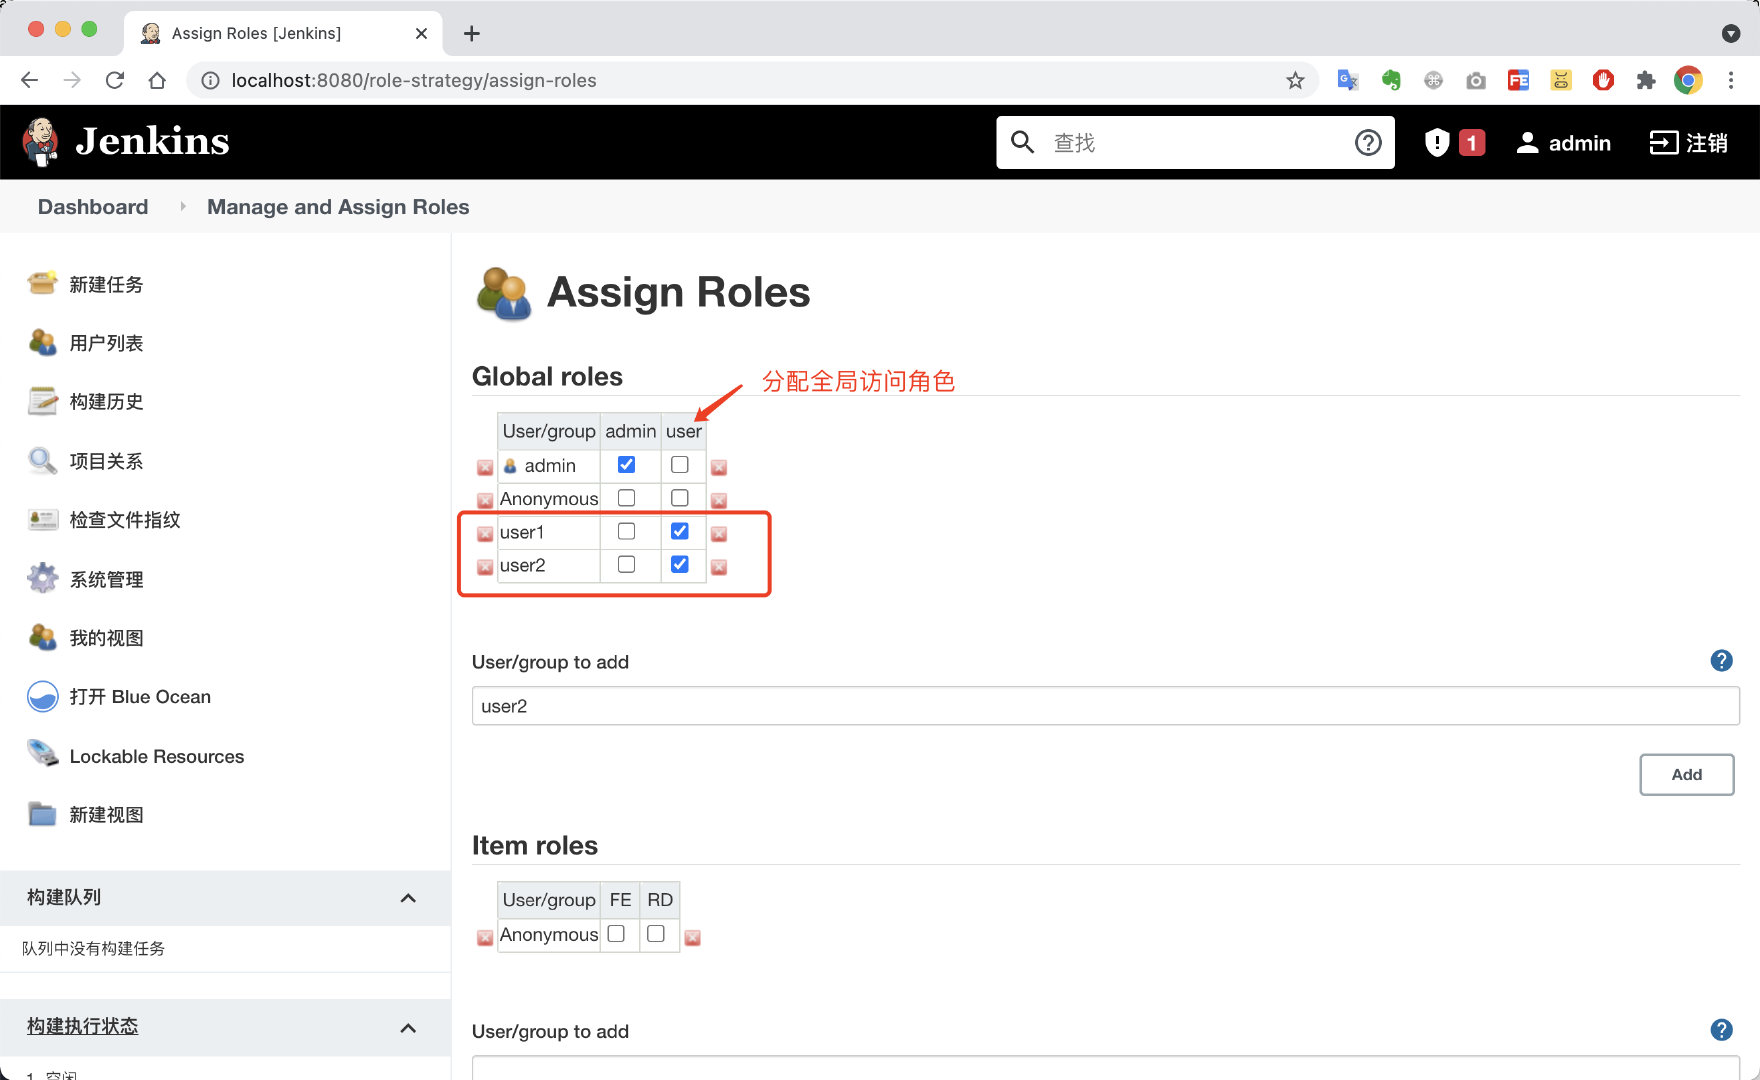 Assign Roles [Jenkins]
localhost:8080/role-strategy/assign-roles
Jenkins
查找
1
admin
注销
Dashboard
Manage and Assign Roles
新建任务
用户列表
构建历史
项目关系
检查文件指纹
系统管理
我的视图
打开 Blue Ocean
Lockable Resources
新建视图
构建队列
队列中没有构建任务
构建执行状态
1 空闲
Assign Roles
Global roles
分配全局访问角色
User/group admin user
admin
Anonymous
user1
user2
User/group to add
user2
Add
Item roles
User/group FE RD
Anonymous
User/group to add